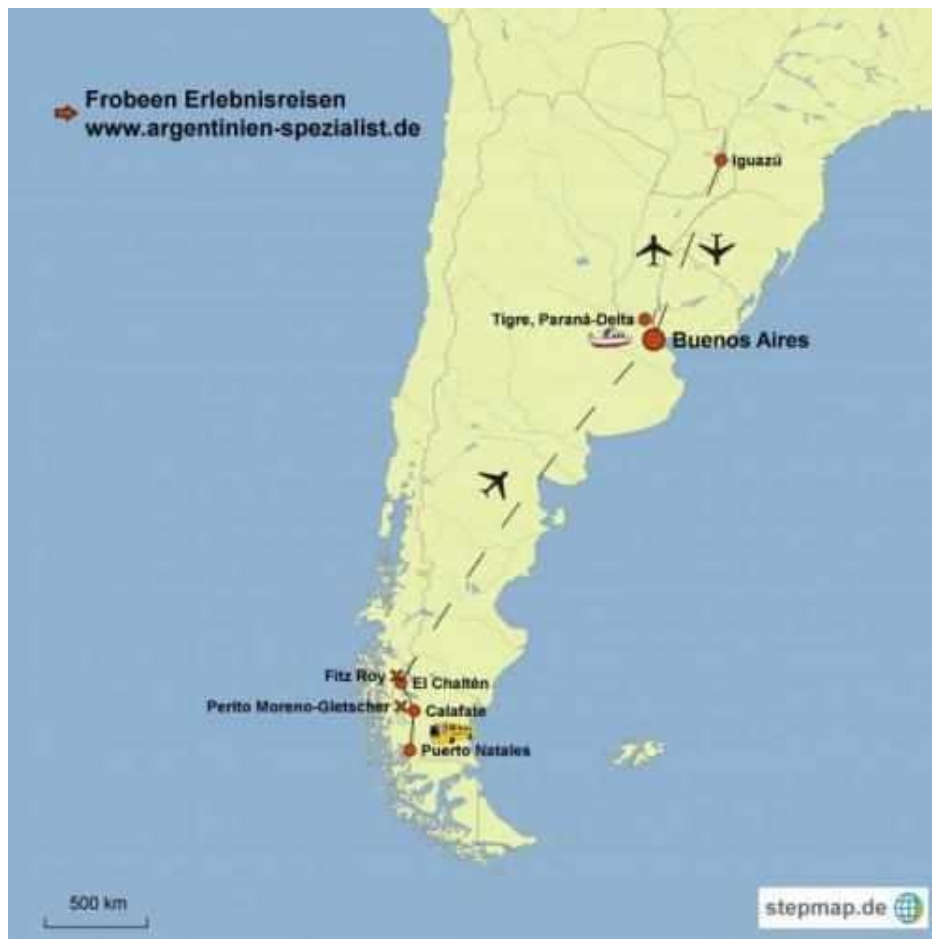 Frobeen Erlebnisreisen
www.argentinien-spezialist.de
Iguazú
Tigre, Paraná-Delta
Buenos Aires
Fitz Roy
El Chaltén
Perito Moreno-Gletscher
Calafate
Puerto Natales
500 km
stepmap.de